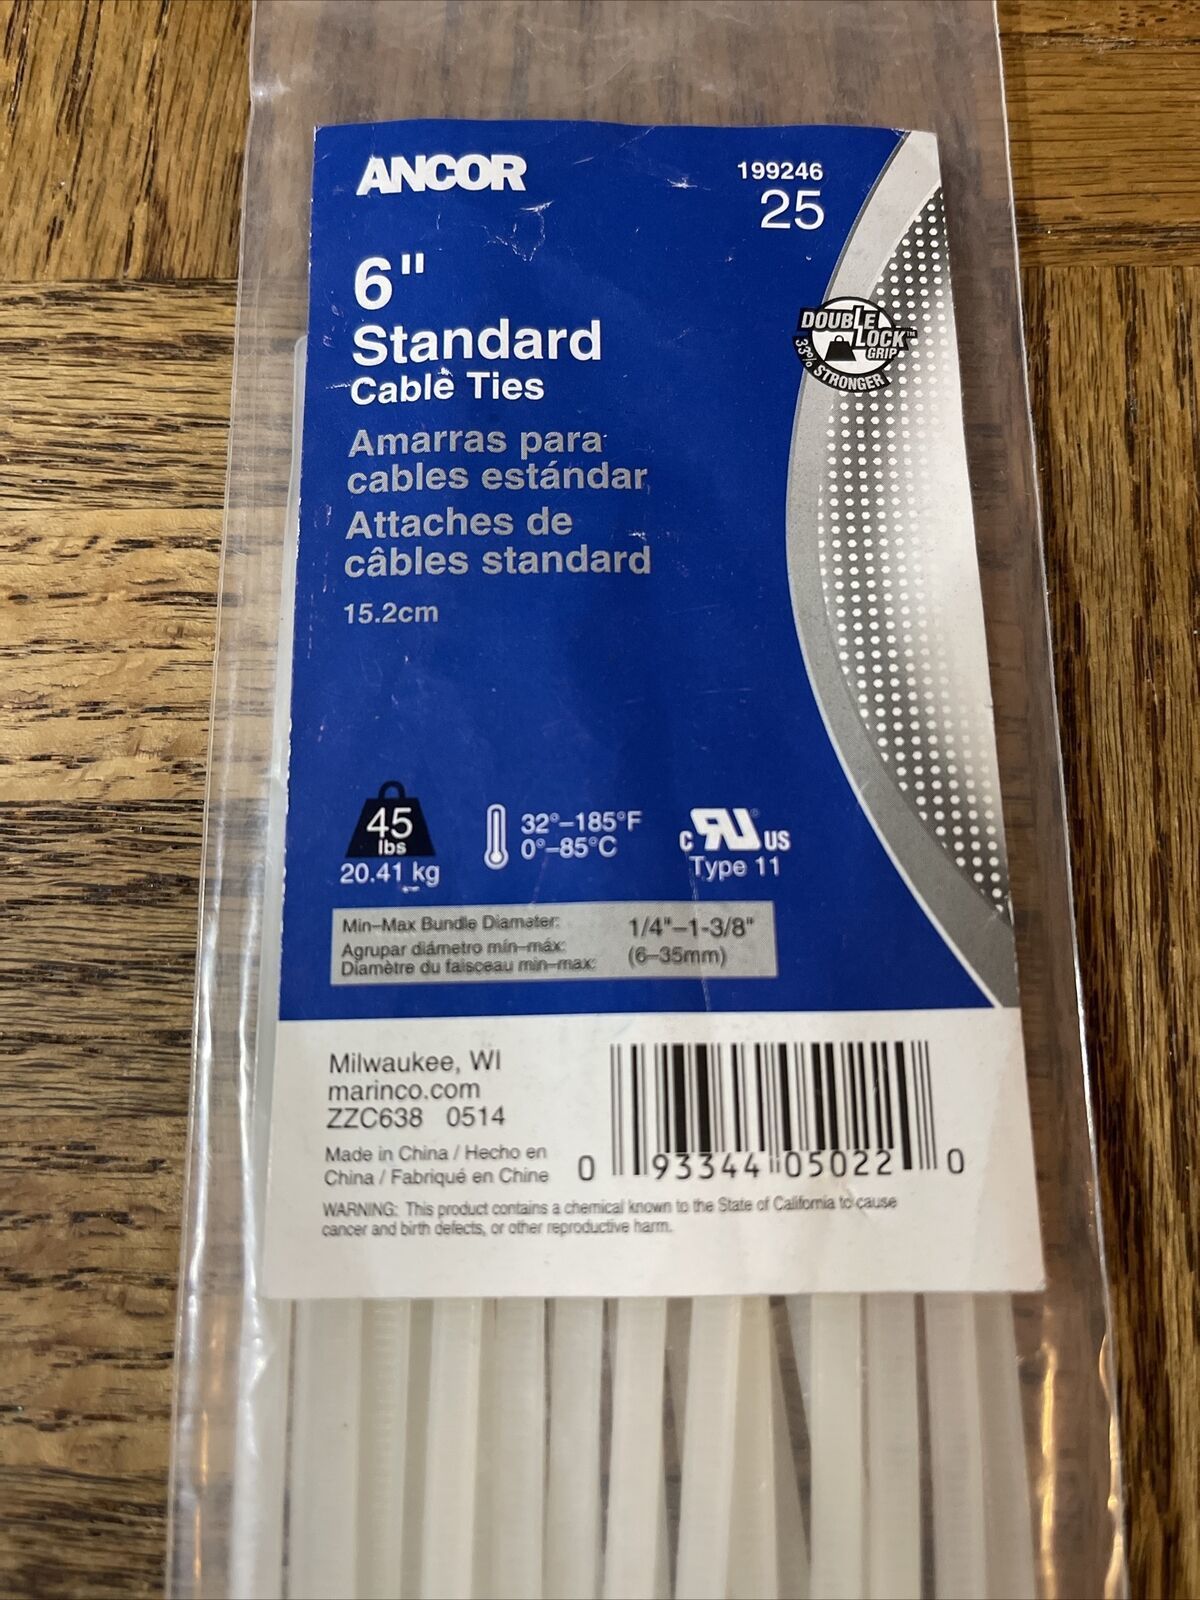 ANCOR
199246
25
6"
Standard
Cable Ties
Amarras para
cables estándar
Attaches de
câbles standard
15.2cm
DOUBLE
LOCK™
GRIP
33% STRONGER
45
lbs
20.41 kg
32°–185°F
0°–85°C
C RU ® US
Type 11
Min–Max Bundle Diameter:
Agrupar diámetro mín–máx:
Diamètre du faisceau min–max:
1/4"–1-3/8"
(6–35mm)
Milwaukee, WI
marinco.com
ZZC638 0514
Made in China / Hecho en
China / Fabriqué en Chine
0 93344 05022 0
WARNING: This product contains a chemical known to the State of California to cause
cancer and birth defects, or other reproductive harm.